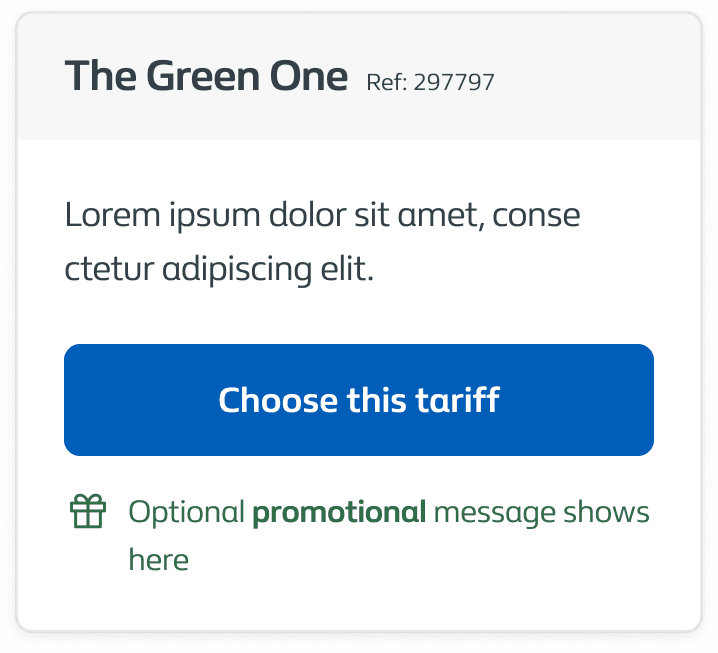 The Green One Ref: 297797
Lorem ipsum dolor sit amet, conse
ctetur adipiscing elit.
Choose this tariff
Optional promotional message shows
here